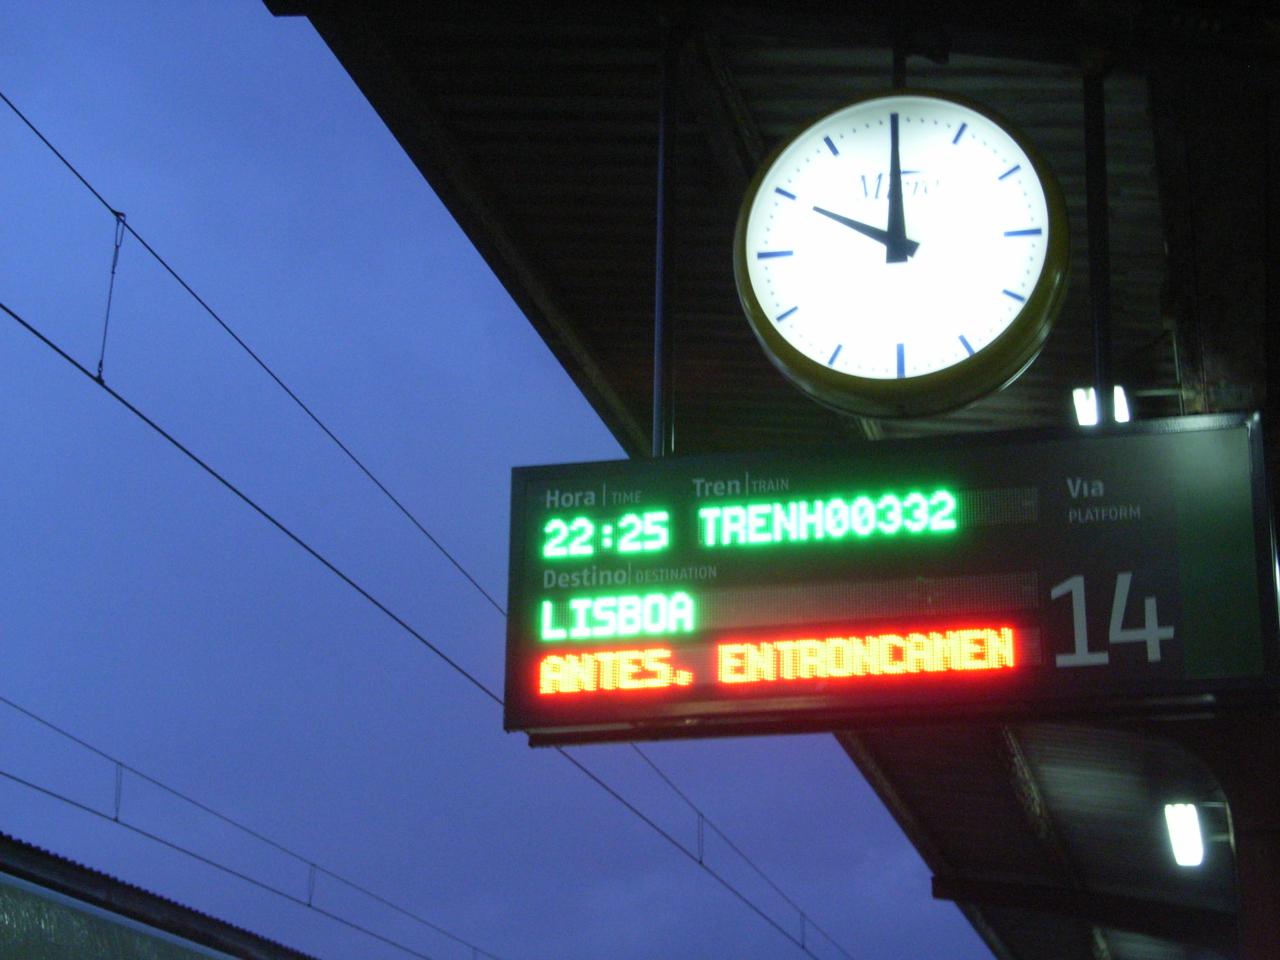 Hora | TIME Tren | TRAIN Vía
22:25 TRENH00332 PLATFORM
Destino | DESTINATION
LISBOA 14
ANTES. ENTRONCAMEN